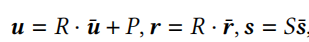 𝒖 = R · 𝒖̄ + P, 𝒓 = R · 𝒓̄, 𝒔 = S𝒔̄,